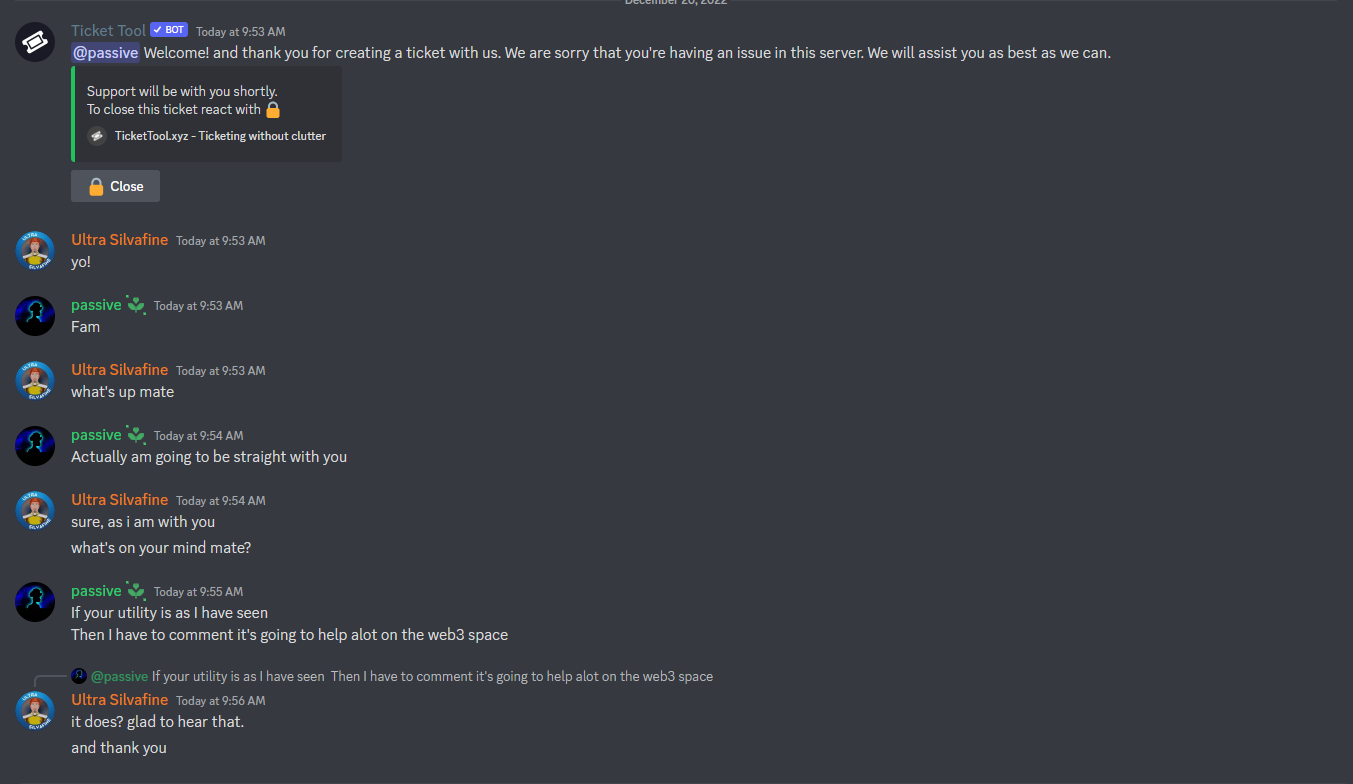 December 20, 2022
Ticket Tool ✓ BOT Today at 9:53 AM
@passive Welcome! and thank you for creating a ticket with us. We are sorry that you're having an issue in this server. We will assist you as best as we can.
Support will be with you shortly.
To close this ticket react with 🔒
TicketTool.xyz - Ticketing without clutter
🔒 Close
Ultra Silvafine Today at 9:53 AM
yo!
passive Today at 9:53 AM
Fam
Ultra Silvafine Today at 9:53 AM
what's up mate
passive Today at 9:54 AM
Actually am going to be straight with you
Ultra Silvafine Today at 9:54 AM
sure, as i am with you
what's on your mind mate?
passive Today at 9:55 AM
If your utility is as I have seen
Then I have to comment it's going to help alot on the web3 space
@passive If your utility is as I have seen Then I have to comment it's going to help alot on the web3 space
Ultra Silvafine Today at 9:56 AM
it does? glad to hear that.
and thank you